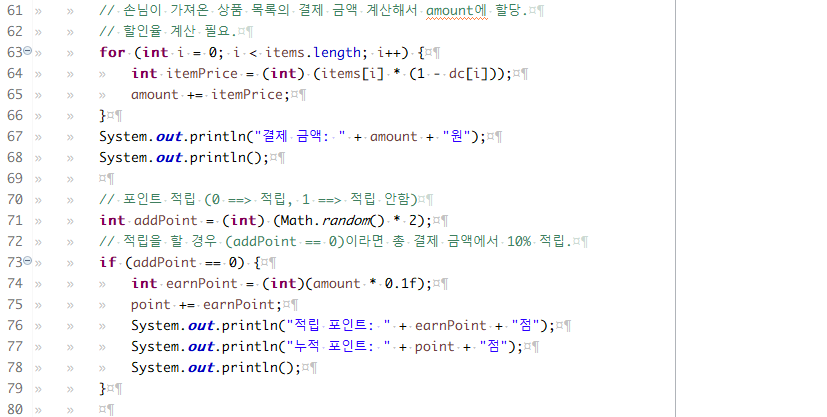 61 // 손님이 가져온 상품 목록의 결제 금액 계산해서 amount에 할당.
62 // 할인율 계산 필요.
63 for (int i = 0; i < items.length; i++) {
64 int itemPrice = (int) (items[i] * (1 - dc[i]));
65 amount += itemPrice;
66 }
67 System.out.println("결제 금액: " + amount + "원");
68 System.out.println();
69
70 // 포인트 적립 (0 ==> 적립, 1 ==> 적립 안함)
71 int addPoint = (int) (Math.random() * 2);
72 // 적립을 할 경우 (addPoint == 0)이라면 총 결제 금액에서 10% 적립.
73 if (addPoint == 0) {
74 int earnPoint = (int)(amount * 0.1f);
75 point += earnPoint;
76 System.out.println("적립 포인트: " + earnPoint + "점");
77 System.out.println("누적 포인트: " + point + "점");
78 System.out.println();
79 }
80